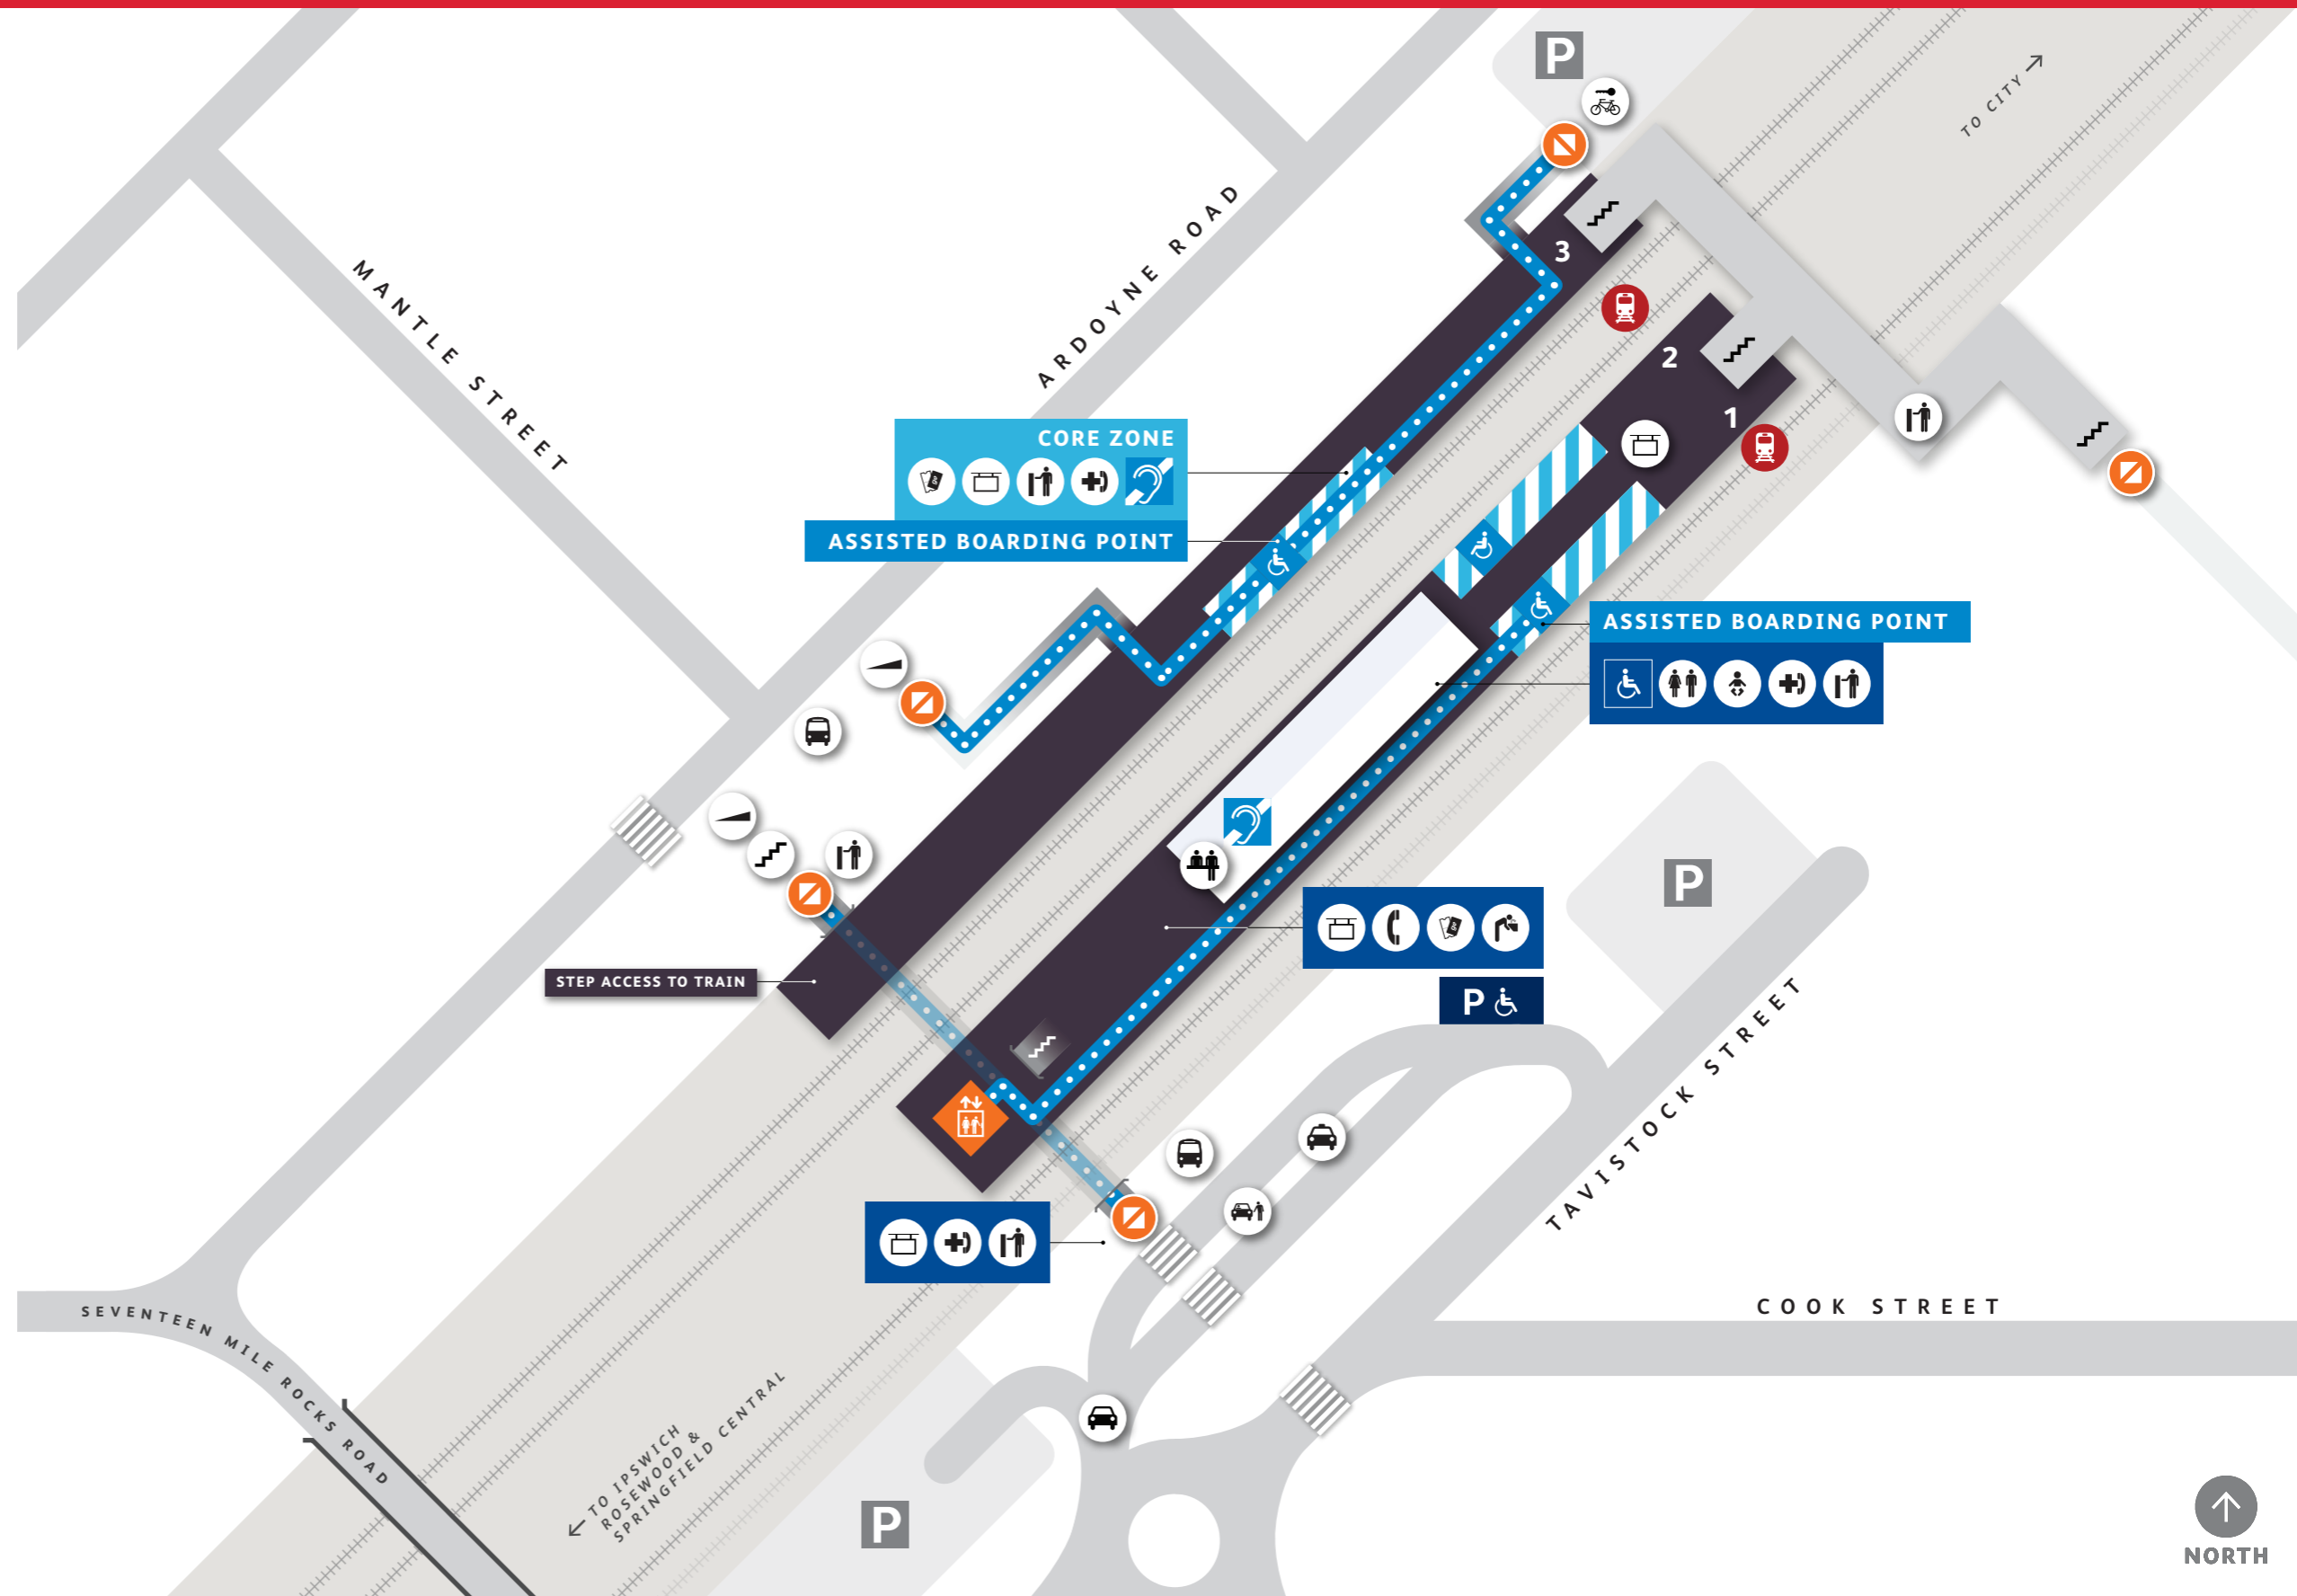 P
TO CITY
MANTLE STREET
ARDOYNE ROAD
3
2
1
CORE ZONE
ASSISTED BOARDING POINT
ASSISTED BOARDING POINT
P
STEP ACCESS TO TRAIN
P
TAVISTOCK STREET
COOK STREET
SEVENTEEN MILE ROCKS ROAD
TO IPSWICH
ROSEWOOD &
SPRINGFIELD CENTRAL
P
NORTH